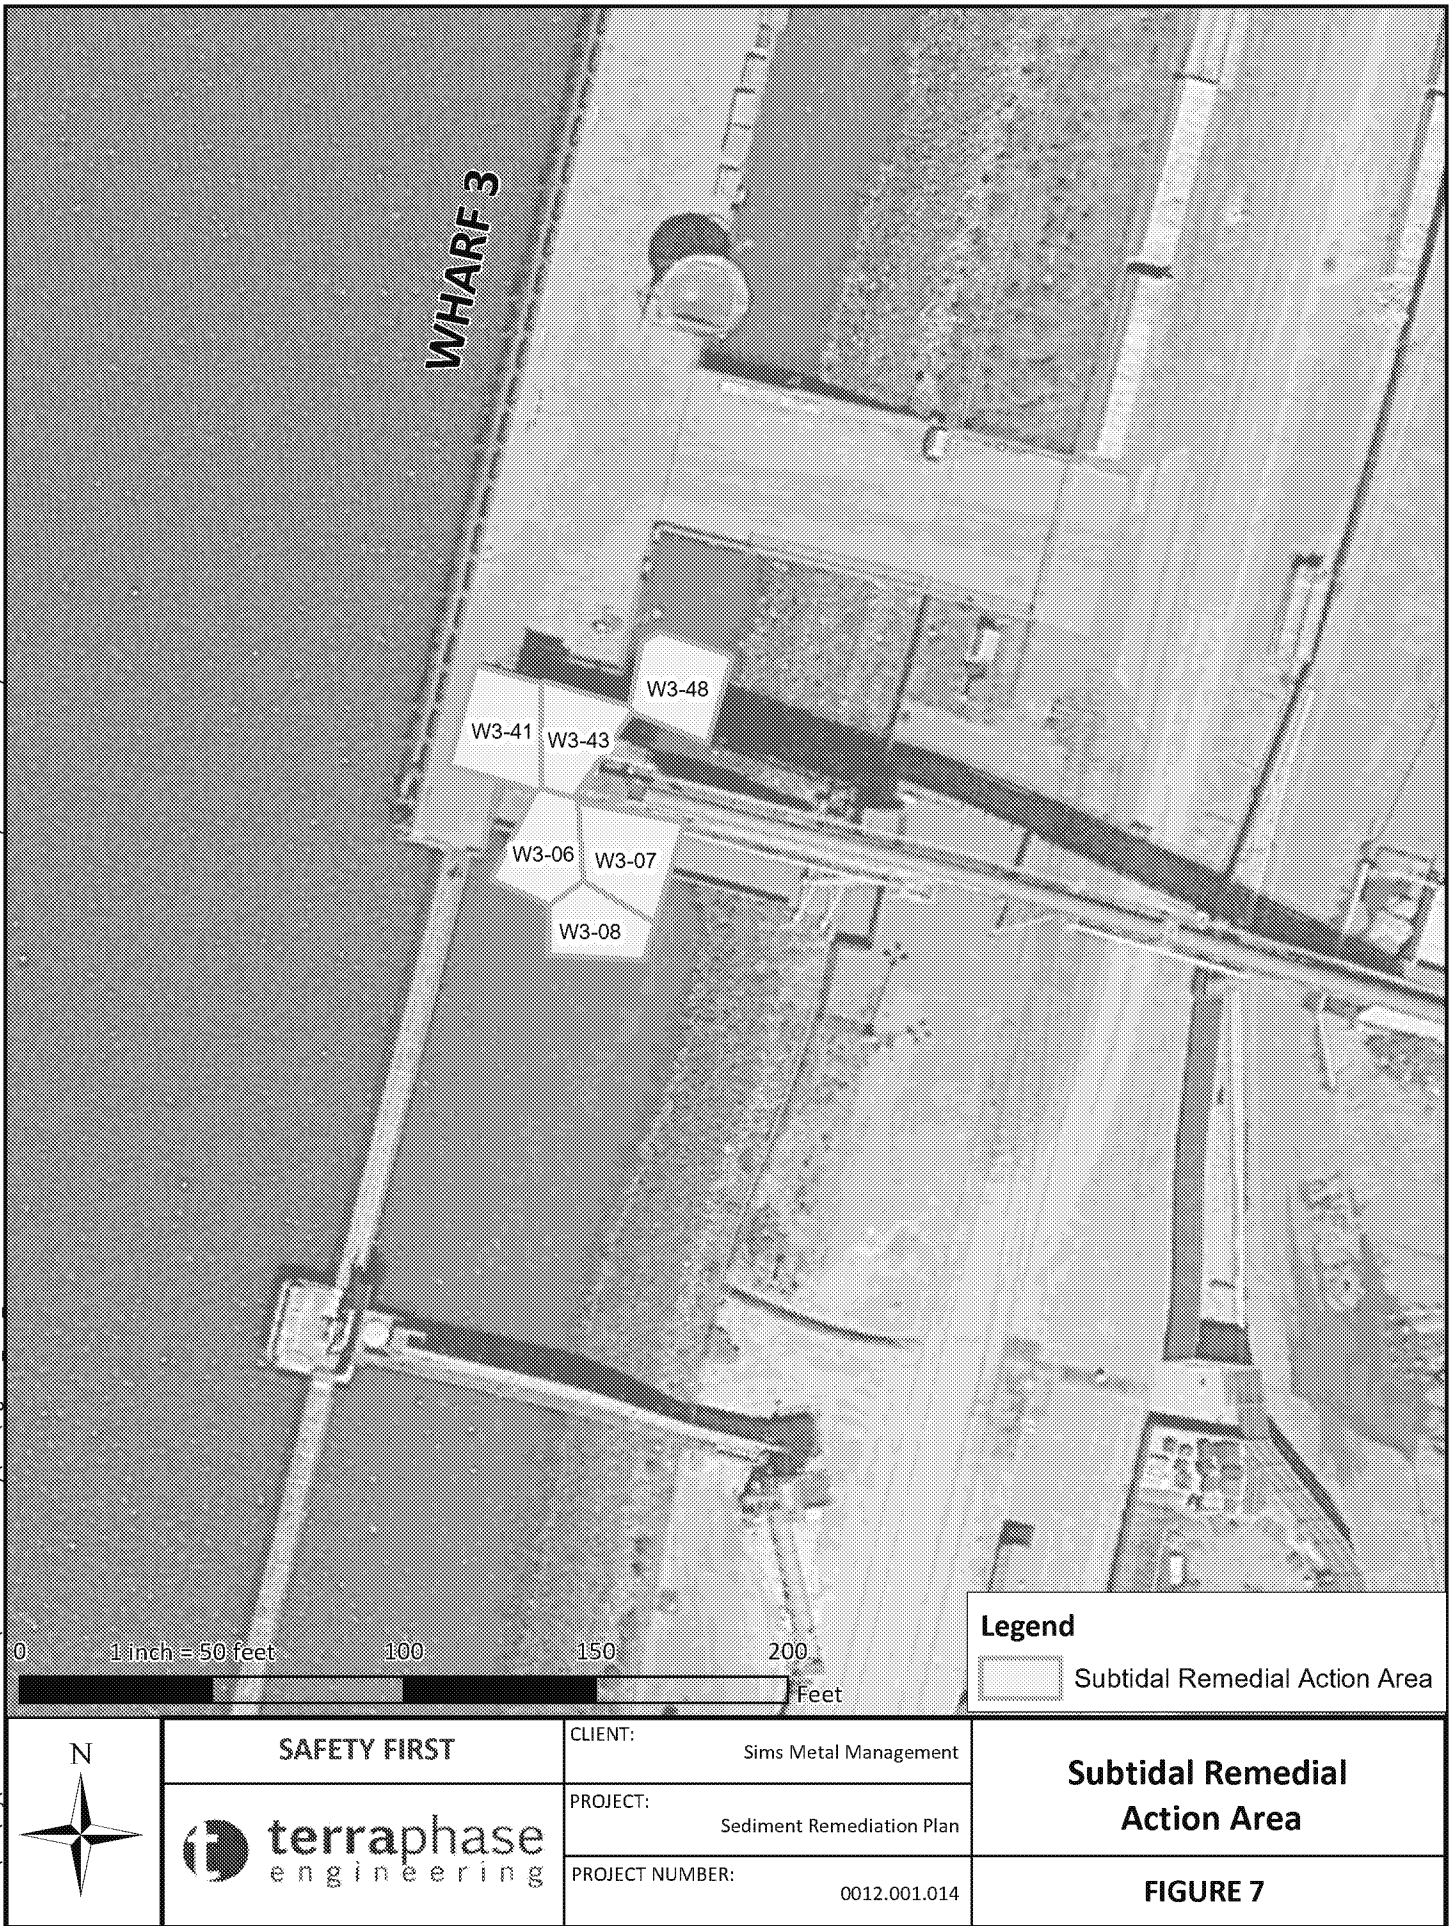 WHARF 3
W3-48
W3-41
W3-43
W3-06
W3-07
W3-08
0 1 inch = 50 feet 100 150 200
Feet
Legend
Subtidal Remedial Action Area
N
SAFETY FIRST
terraphase
engineering
CLIENT:
Sims Metal Management
PROJECT:
Sediment Remediation Plan
PROJECT NUMBER:
0012.001.014
Subtidal Remedial
Action Area
FIGURE 7